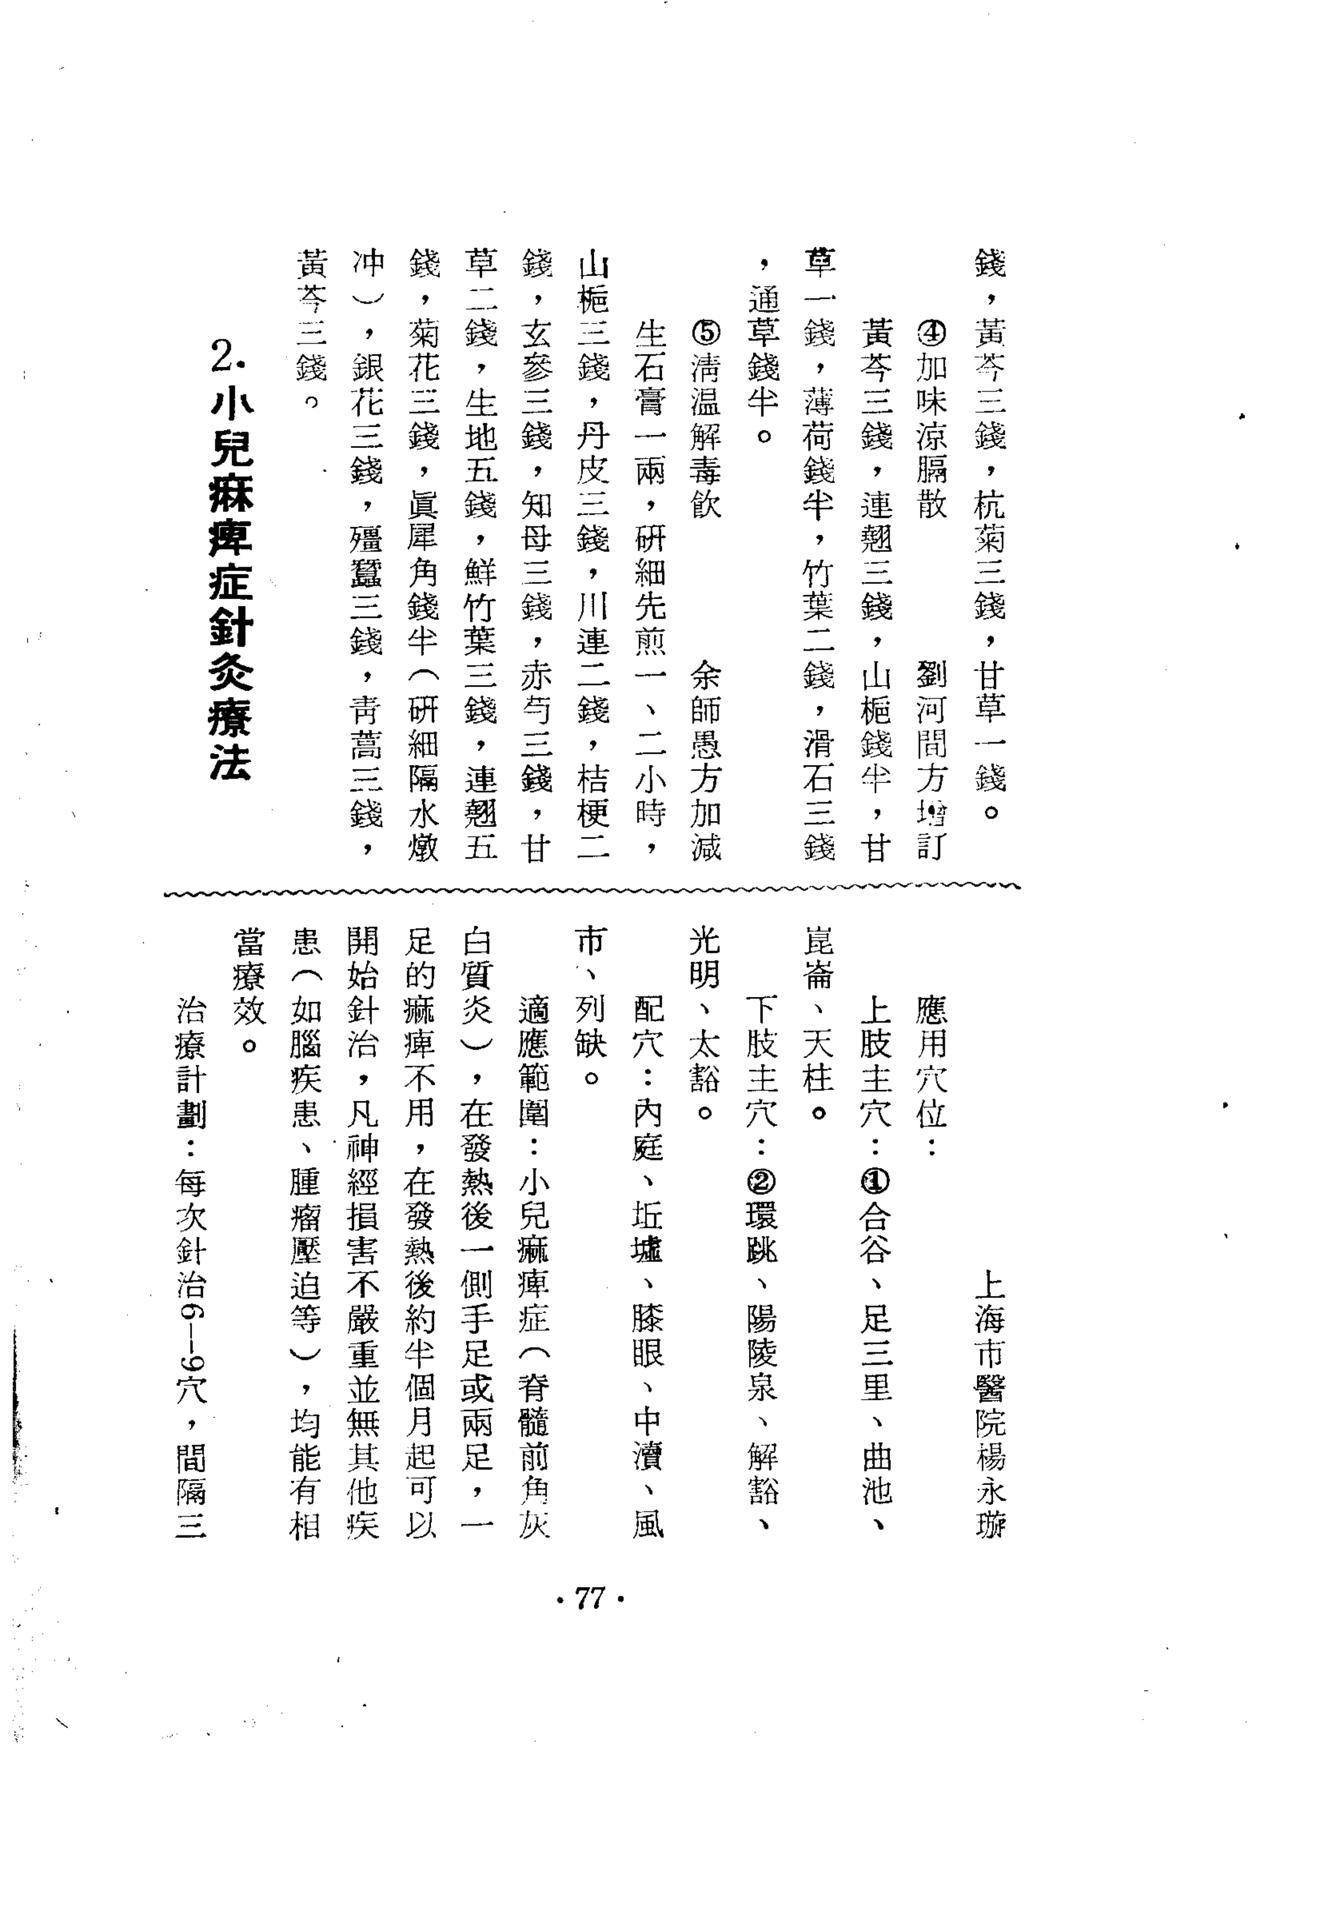 錢，黃芩三錢，杭菊三錢，甘草一錢。
④加味涼膈散　劉河間方增訂
黃芩三錢，連翹三錢，山梔錢半，甘
草一錢，薄荷錢半，竹葉二錢，滑石三錢
，通草錢半。
⑤淸温解毒飲　余師愚方加減
生石膏一兩，研細先煎一、二小時，
山梔三錢，丹皮三錢，川連二錢，桔梗二
錢，玄參三錢，知母三錢，赤芍三錢，甘
草二錢，生地五錢，鮮竹葉三錢，連翹五
錢，菊花三錢，眞犀角錢半（研細隔水燉
冲），銀花三錢，殭蠶三錢，靑蒿三錢，
黃芩三錢。
2.小兒痳痺症針灸療法
上海市醫院楊永璇
應用穴位：
上肢主穴：①合谷、足三里、曲池、
崑崙、天柱。
下肢主穴：②環跳、陽陵泉、解谿、
光明、太谿。
配穴：內庭、坵墟、膝眼、中瀆、風
市、列缺。
適應範圍：小兒痲痺症（脊髓前角灰
白質炎），在發熱後一側手足或兩足，一
足的痲痺不用，在發熱後約半個月起可以
開始針治，凡神經損害不嚴重並無其他疾
患（如腦疾患、腫瘤壓迫等），均能有相
當療效。
治療計劃：每次針治6—9穴，間隔三
·77·